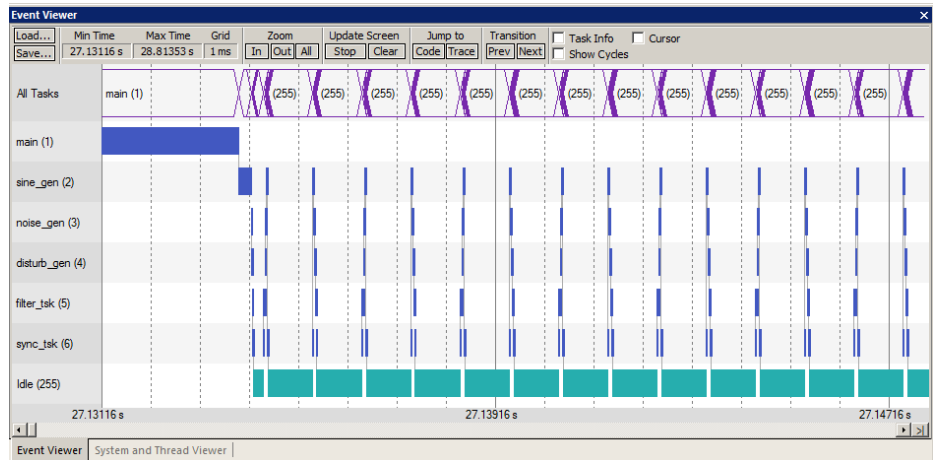 Event Viewer
Load... Min Time Max Time Grid Zoom Update Screen Jump to Transition Task Info Cursor
Save... 27.13116 s 28.81353 s 1 ms In Out All Stop Clear Code Trace Prev Next Show Cycles
All Tasks main (1) (255) (255) (255) (255) (255) (255) (255) (255) (255) (255) (255) (255) (255)
main (1)
sine_gen (2)
noise_gen (3)
disturb_gen (4)
filter_tsk (5)
sync_tsk (6)
Idle (255)
27.13116 s 27.13916 s 27.14716 s
Event Viewer System and Thread Viewer